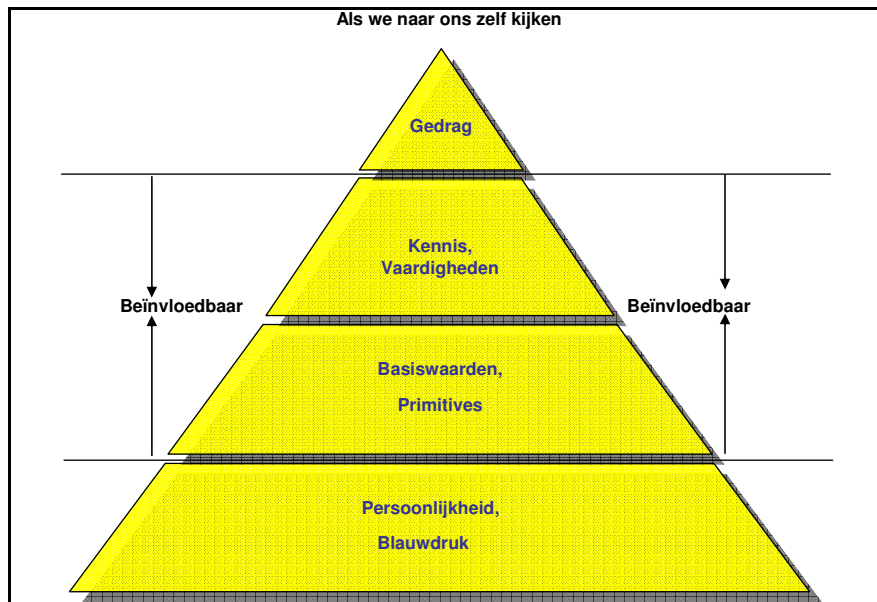 Als we naar ons zelf kijken
Gedrag
Kennis,
Vaardigheden
Beïnvloedbaar
Beïnvloedbaar
Basiswaarden,
Primitives
Persoonlijkheid,
Blauwdruk